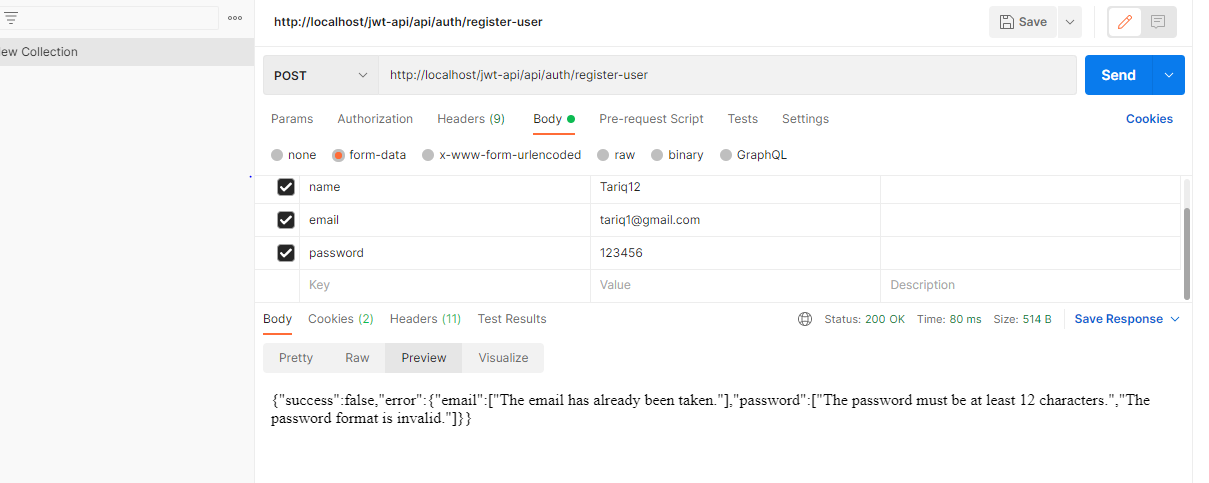 http://localhost/jwt-api/api/auth/register-user
Save
ew Collection
POST
http://localhost/jwt-api/api/auth/register-user
Send
Params Authorization Headers (9) Body Pre-request Script Tests Settings Cookies
none form-data x-www-form-urlencoded raw binary GraphQL
name Tariq12
email tariq1@gmail.com
password 123456
Key Value Description
Body Cookies (2) Headers (11) Test Results Status: 200 OK Time: 80 ms Size: 514 B Save Response
Pretty Raw Preview Visualize
{"success":false,"error":{"email":["The email has already been taken."],"password":["The password must be at least 12 characters.","The
password format is invalid."]}}